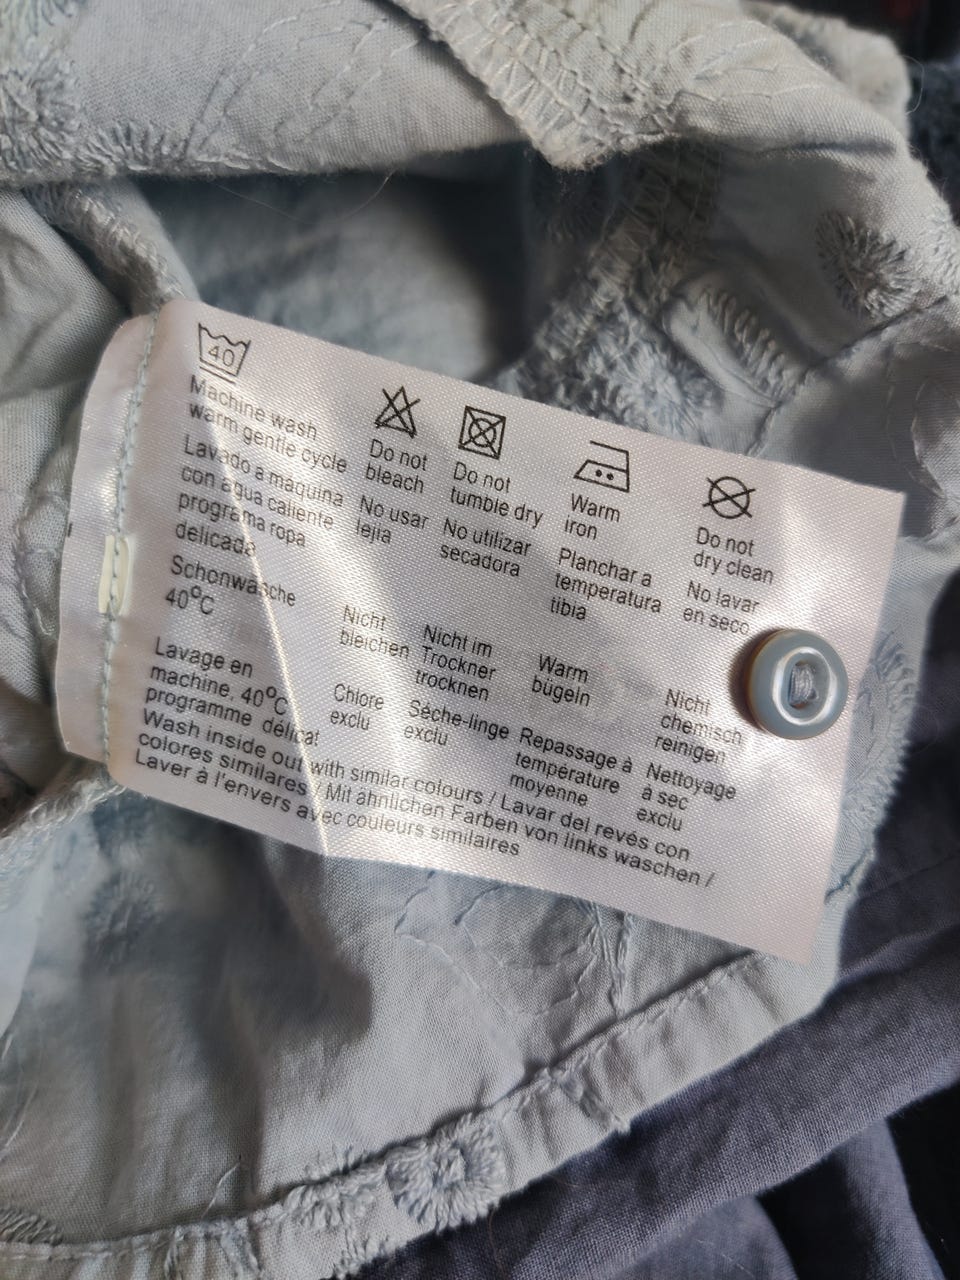 40
Machine wash
warm gentle cycle
Lavado a maquina
con agua caliente
programa ropa
delicada
Schonwäsche
40°C
Lavage en
machine. 40°C
programme délicat
Do not
bleach
No usar
lejia
Nicht
bleichen
Chlore
exclu
Do not
tumble dry
No utilizar
secadora
Nicht im
Trockner
trocknen
Séche-linge
exclu
Warm
iron
Planchar a
temperatura
tibia
Warm
bügeln
Repassage à
température
moyenne
Do not
dry clean
No lavar
en seco
Nicht
chemisch
reinigen
Nettoyage
à sec
exclu
Wash inside out with similar colours / Lavar del revés con
colores similares / Mit ähnlichen Farben von links waschen /
Laver à l'envers avec couleurs similaires